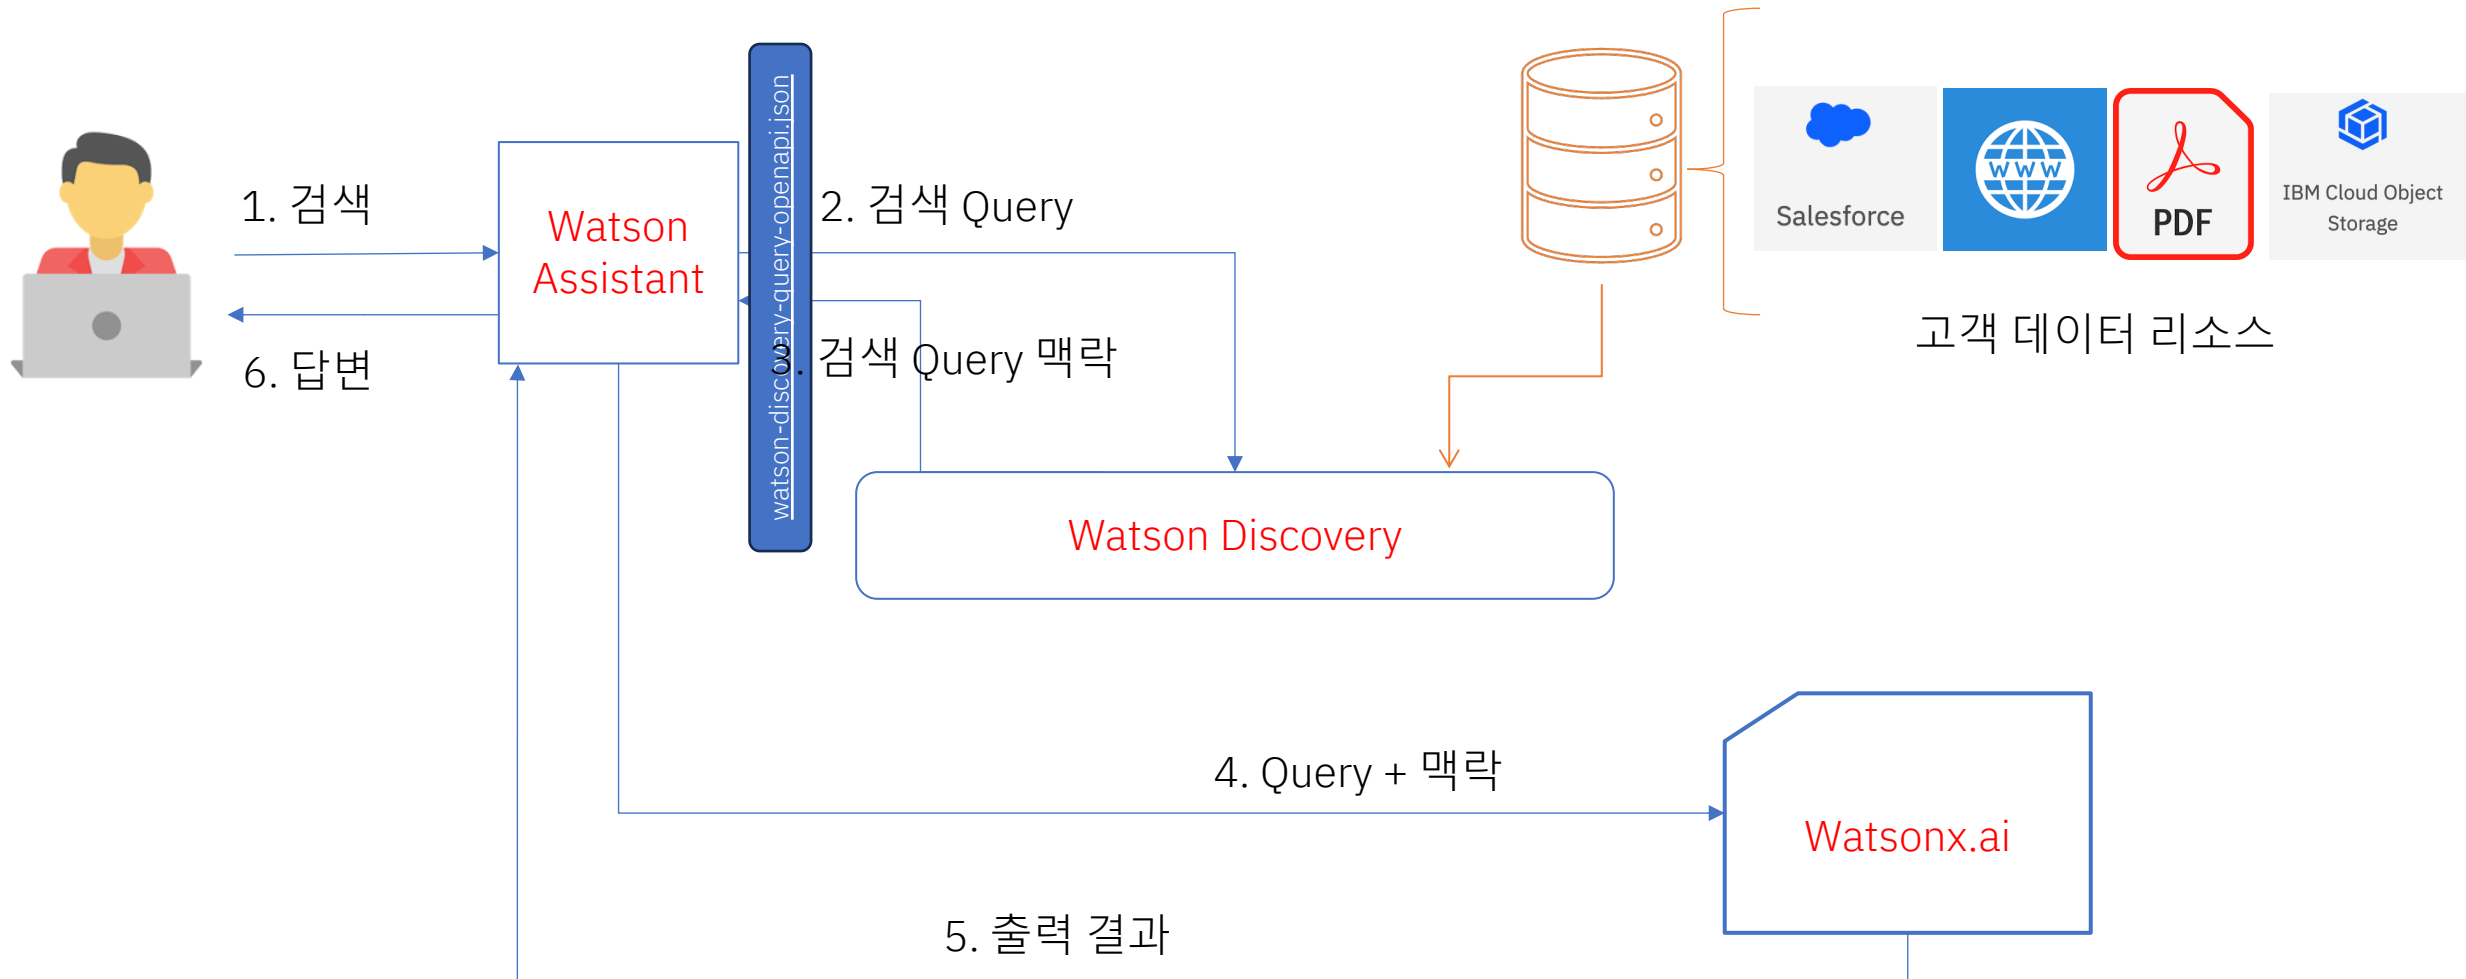 1. 검색
Watson
Assistant
6. 답변
watson-discovery-query-openapi.json
2. 검색 Query
3. 검색 Query 맥락
Salesforce
WWW
PDF
IBM Cloud Object
Storage
고객 데이터 리소스
Watson Discovery
4. Query + 맥락
Watsonx.ai
5. 출력 결과